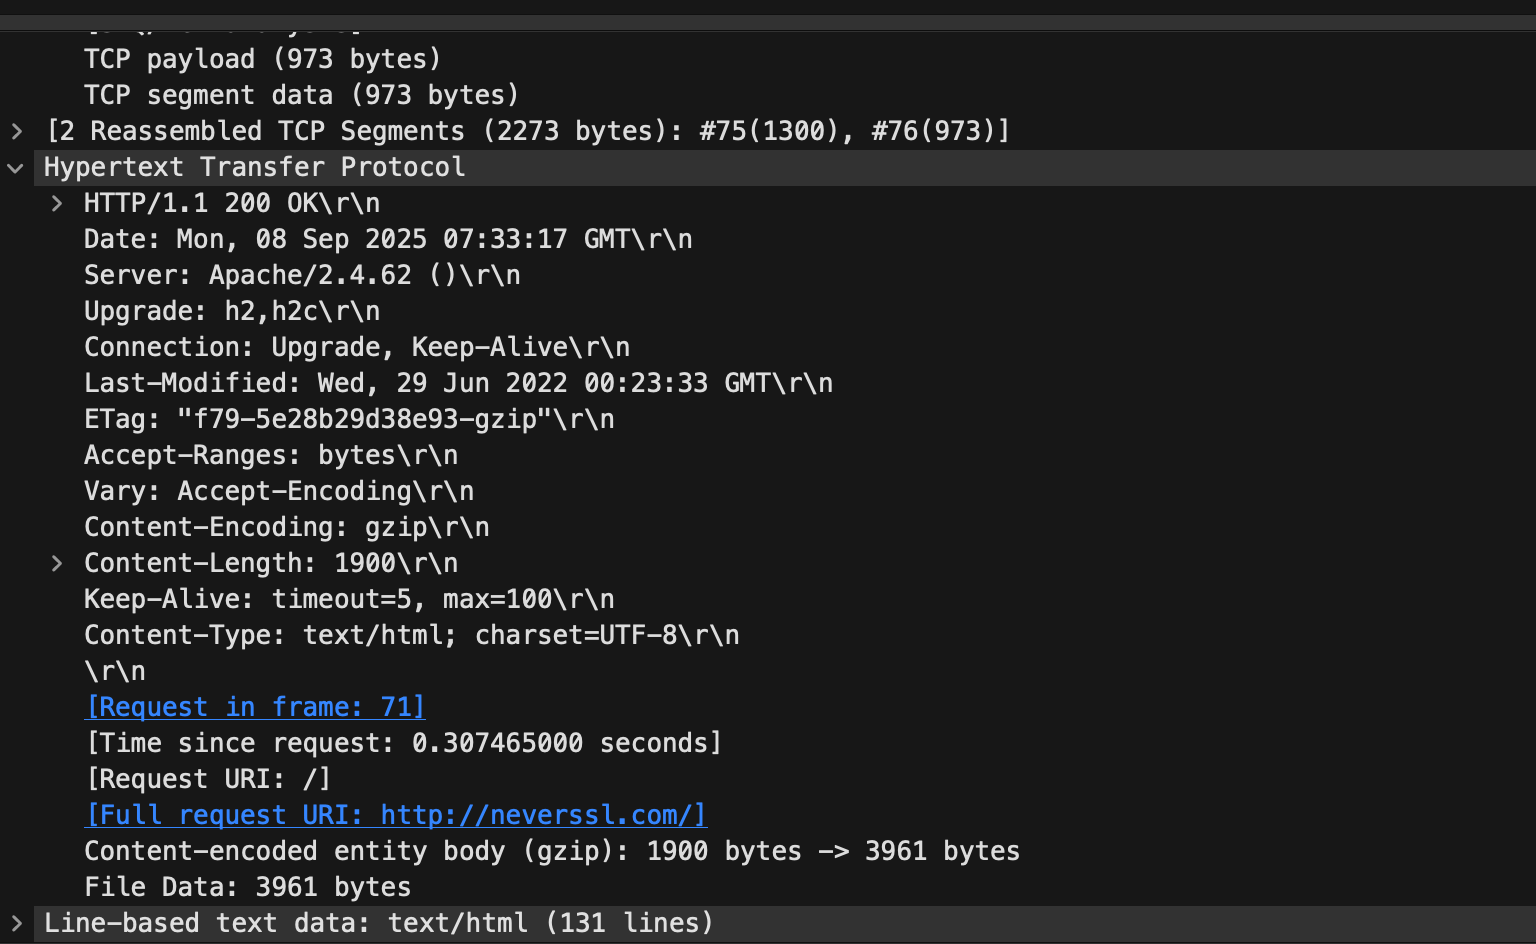 TCP payload (973 bytes)
TCP segment data (973 bytes)
[2 Reassembled TCP Segments (2273 bytes): #75(1300), #76(973)]
Hypertext Transfer Protocol
HTTP/1.1 200 OK\r\n
Date: Mon, 08 Sep 2025 07:33:17 GMT\r\n
Server: Apache/2.4.62 ()\r\n
Upgrade: h2,h2c\r\n
Connection: Upgrade, Keep-Alive\r\n
Last-Modified: Wed, 29 Jun 2022 00:23:33 GMT\r\n
ETag: "f79-5e28b29d38e93-gzip"\r\n
Accept-Ranges: bytes\r\n
Vary: Accept-Encoding\r\n
Content-Encoding: gzip\r\n
Content-Length: 1900\r\n
Keep-Alive: timeout=5, max=100\r\n
Content-Type: text/html; charset=UTF-8\r\n
\r\n
[Request in frame: 71]
[Time since request: 0.307465000 seconds]
[Request URI: /]
[Full request URI: http://neverssl.com/]
Content-encoded entity body (gzip): 1900 bytes -> 3961 bytes
File Data: 3961 bytes
Line-based text data: text/html (131 lines)